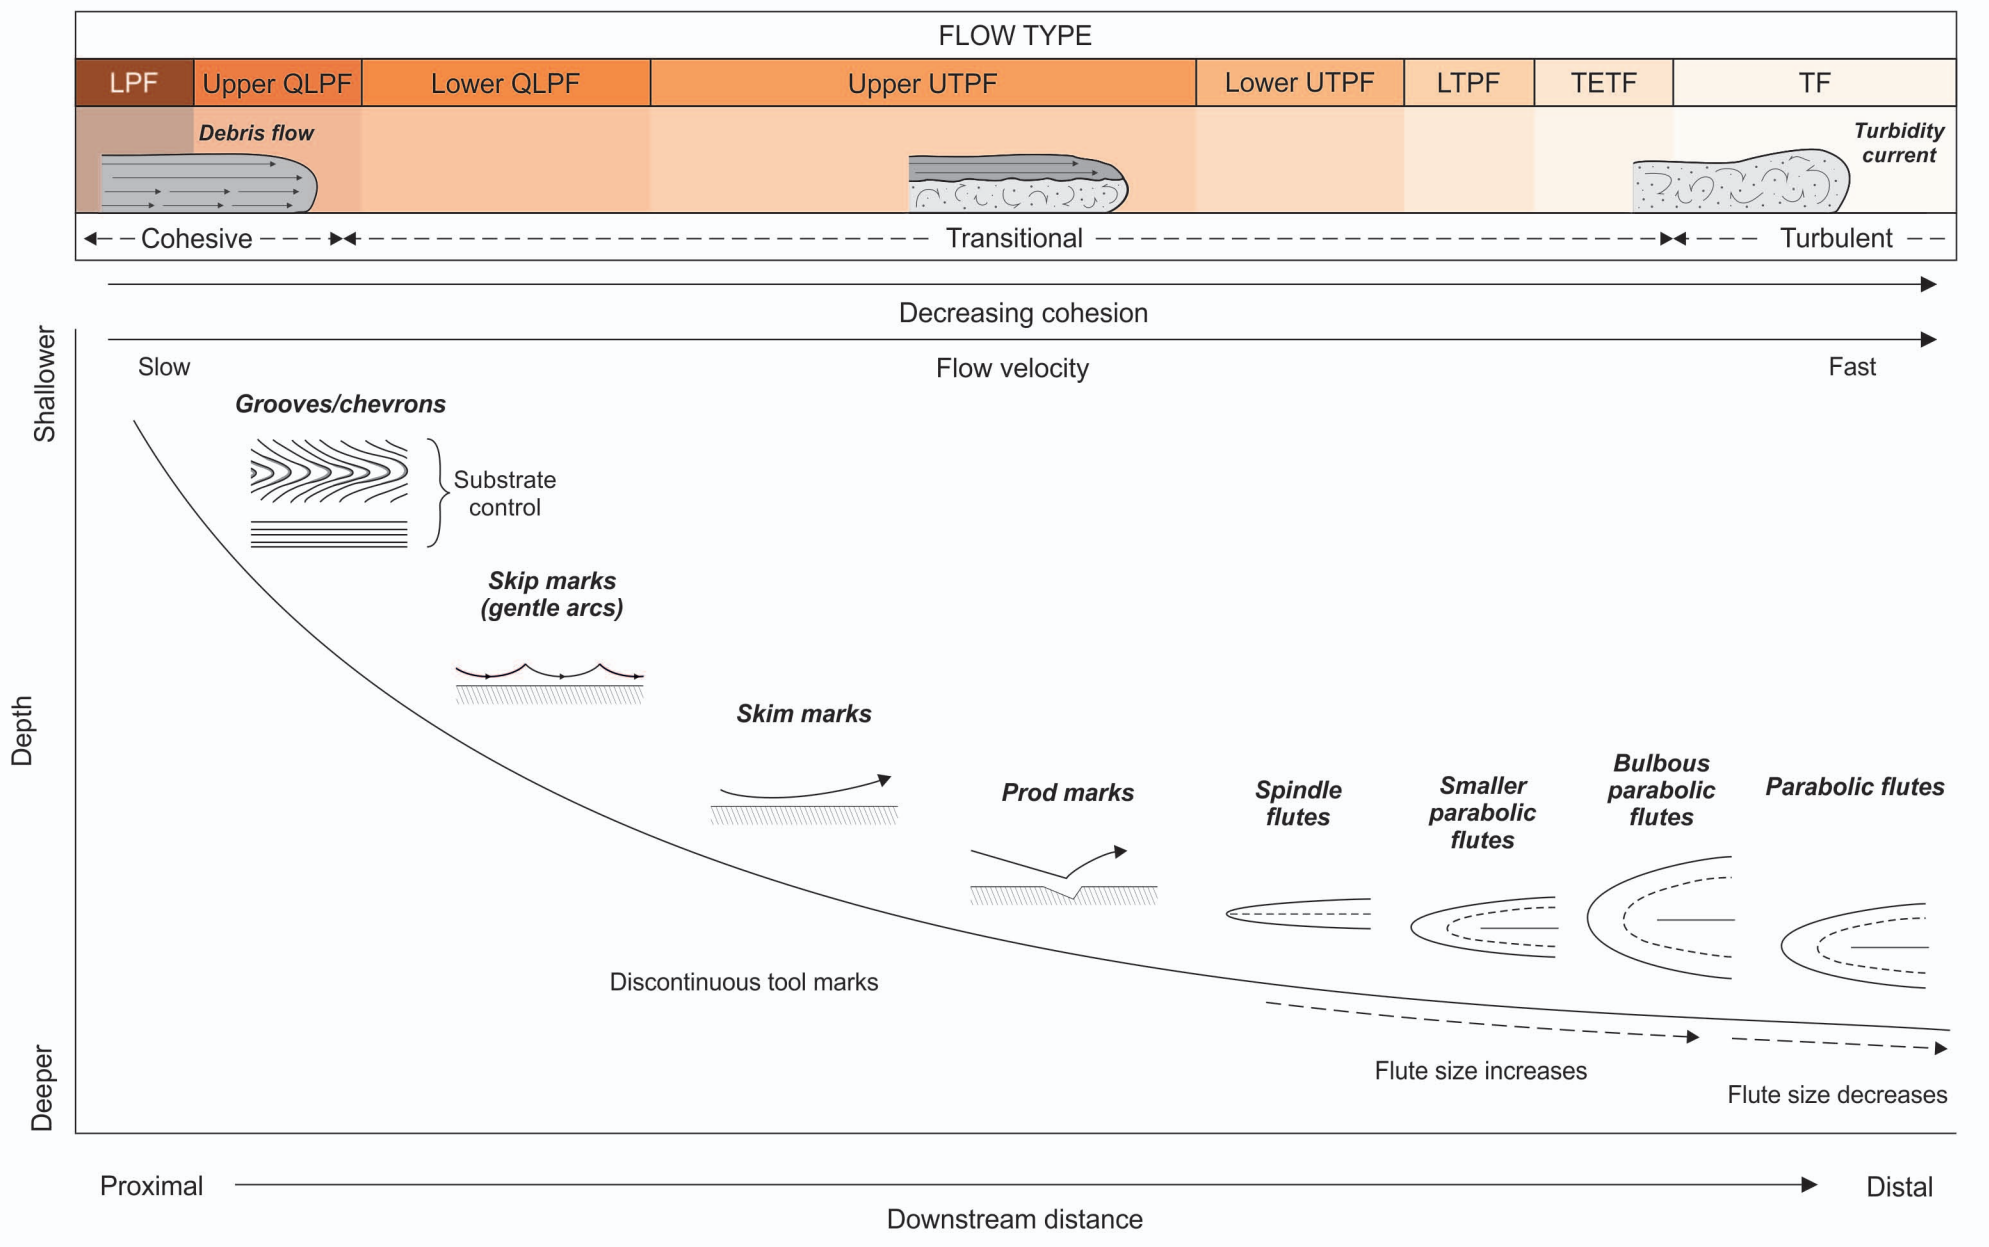 FLOW TYPE
LPF
Upper QLPF
Lower QLPF
Upper UTPF
Lower UTPF
LTPF
TETF
TF
Debris flow
Turbidity
current
Cohesive
Transitional
Turbulent
Decreasing cohesion
Slow
Flow velocity
Fast
Shallower
Depth
Deeper
Grooves/chevrons
Substrate
control
Skip marks
(gentle arcs)
Skim marks
Prod marks
Spindle
flutes
Smaller
parabolic
flutes
Bulbous
parabolic
flutes
Parabolic flutes
Discontinuous tool marks
Flute size increases
Flute size decreases
Proximal
Distal
Downstream distance